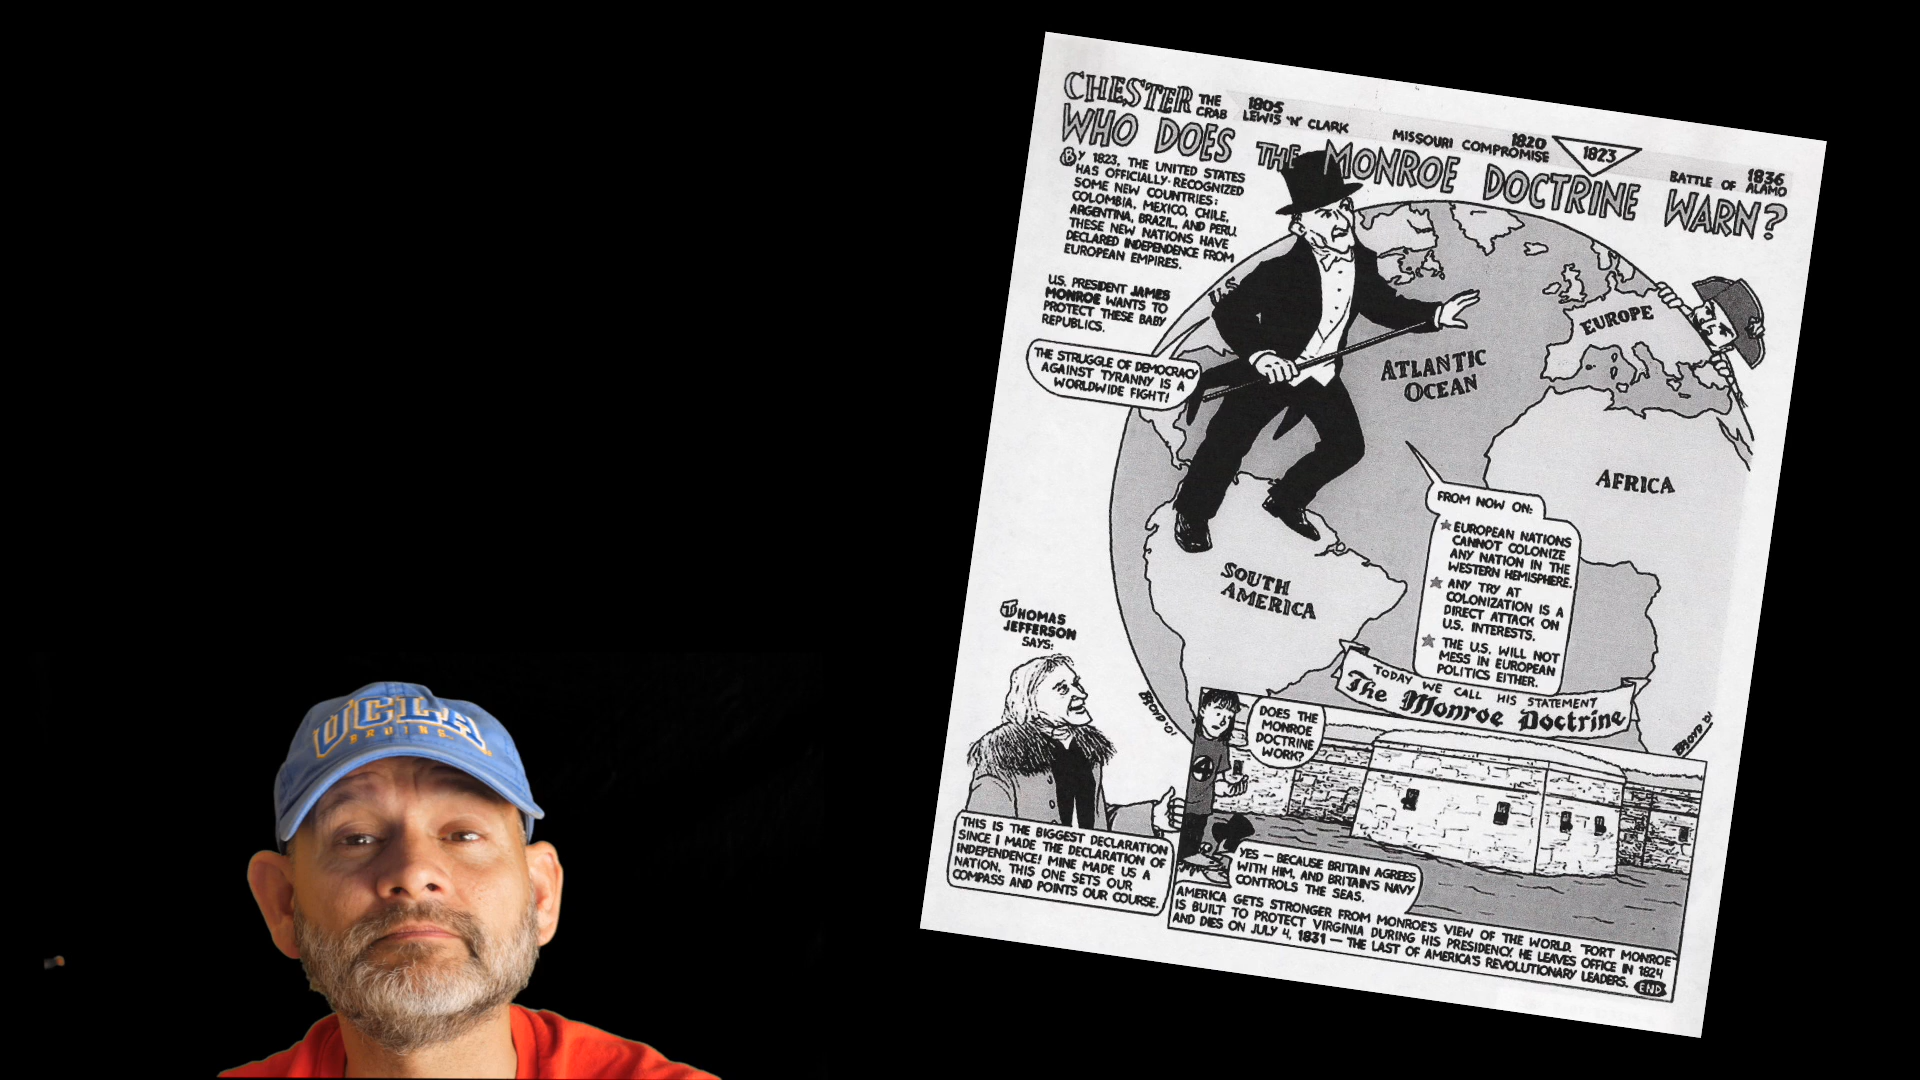 CHESTER THE CRAB
1805
LEWIS 'N' CLARK
1820
MISSOURI COMPROMISE
1823
1836
BATTLE OF ALAMO
WHO DOES THE MONROE DOCTRINE WARN?
BY 1823, THE UNITED STATES
HAS OFFICIALLY RECOGNIZED
SOME NEW COUNTRIES:
COLOMBIA, MEXICO, CHILE,
ARGENTINA, BRAZIL, AND PERU.
THESE NEW NATIONS HAVE
DECLARED INDEPENDENCE FROM
EUROPEAN EMPIRES.
U.S. PRESIDENT JAMES
MONROE WANTS TO
PROTECT THESE BABY
REPUBLICS.
THE STRUGGLE OF DEMOCRACY
AGAINST TYRANNY IS A
WORLDWIDE FIGHT!
U.S.
EUROPE
ATLANTIC
OCEAN
AFRICA
SOUTH
AMERICA
FROM NOW ON:
EUROPEAN NATIONS
CANNOT COLONIZE
ANY NATION IN THE
WESTERN HEMISPHERE.
ANY TRY AT
COLONIZATION IS A
DIRECT ATTACK ON
U.S. INTERESTS.
THE U.S. WILL NOT
MESS IN EUROPEAN
POLITICS EITHER.
TODAY WE CALL HIS STATEMENT
The Monroe Doctrine
THOMAS
JEFFERSON
SAYS:
THIS IS THE BIGGEST DECLARATION
SINCE I MADE THE DECLARATION OF
INDEPENDENCE! MINE MADE US A
NATION. THIS ONE SETS OUR
COMPASS AND POINTS OUR COURSE.
BOYD '01
BOYD '01
DOES THE
MONROE
DOCTRINE
WORK?
4
YES — BECAUSE BRITAIN AGREES
WITH HIM, AND BRITAIN'S NAVY
CONTROLS THE SEAS.
AMERICA GETS STRONGER FROM MONROE'S VIEW OF THE WORLD. FORT MONROE
IS BUILT TO PROTECT VIRGINIA DURING HIS PRESIDENCY. HE LEAVES OFFICE IN 1824
AND DIES ON JULY 4, 1831 — THE LAST OF AMERICA'S REVOLUTIONARY LEADERS.
END
UCLA
BRUINS